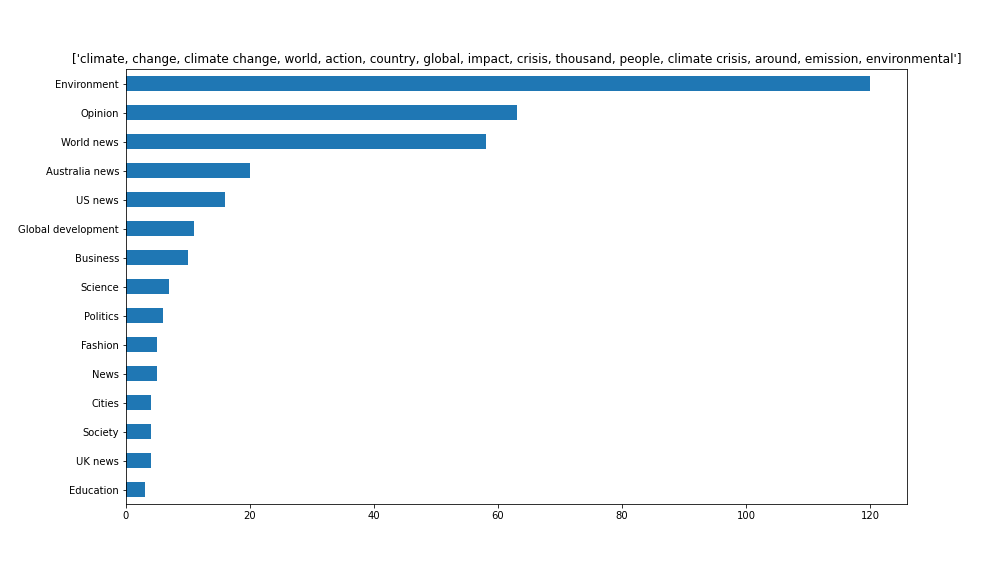 ['climate, change, climate change, world, action, country, global, impact, crisis, thousand, people, climate crisis, around, emission, environmental']
Environment
Opinion
World news
Australia news
US news
Global development
Business
Science
Politics
Fashion
News
Cities
Society
UK news
Education
0 20 40 60 80 100 120